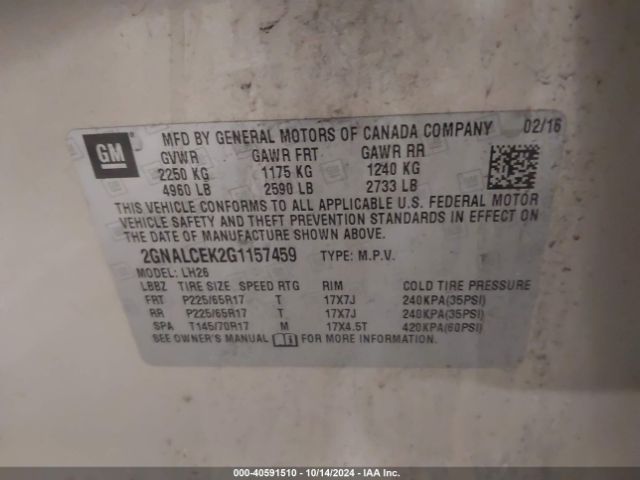 GM
MFD BY GENERAL MOTORS OF CANADA COMPANY 02/16
GVWR GAWR FRT GAWR RR
2250 KG 1175 KG 1240 KG
4960 LB 2590 LB 2733 LB
THIS VEHICLE CONFORMS TO ALL APPLICABLE U.S. FEDERAL MOTOR
VEHICLE SAFETY AND THEFT PREVENTION STANDARDS IN EFFECT ON
THE DATE OF MANUFACTURE SHOWN ABOVE.
2GNALCEK2G1157459 TYPE: M.P.V.
MODEL: LH26
LBBZ TIRE SIZE SPEED RTG RIM COLD TIRE PRESSURE
FRT P225/65R17 T 17X7J 240KPA(35PSI)
RR P225/65R17 T 17X7J 240KPA(35PSI)
SPA T145/70R17 M 17X4.5T 420KPA(60PSI)
SEE OWNER'S MANUAL FOR MORE INFORMATION.
000-40591510 - 10/14/2024 - IAA Inc.